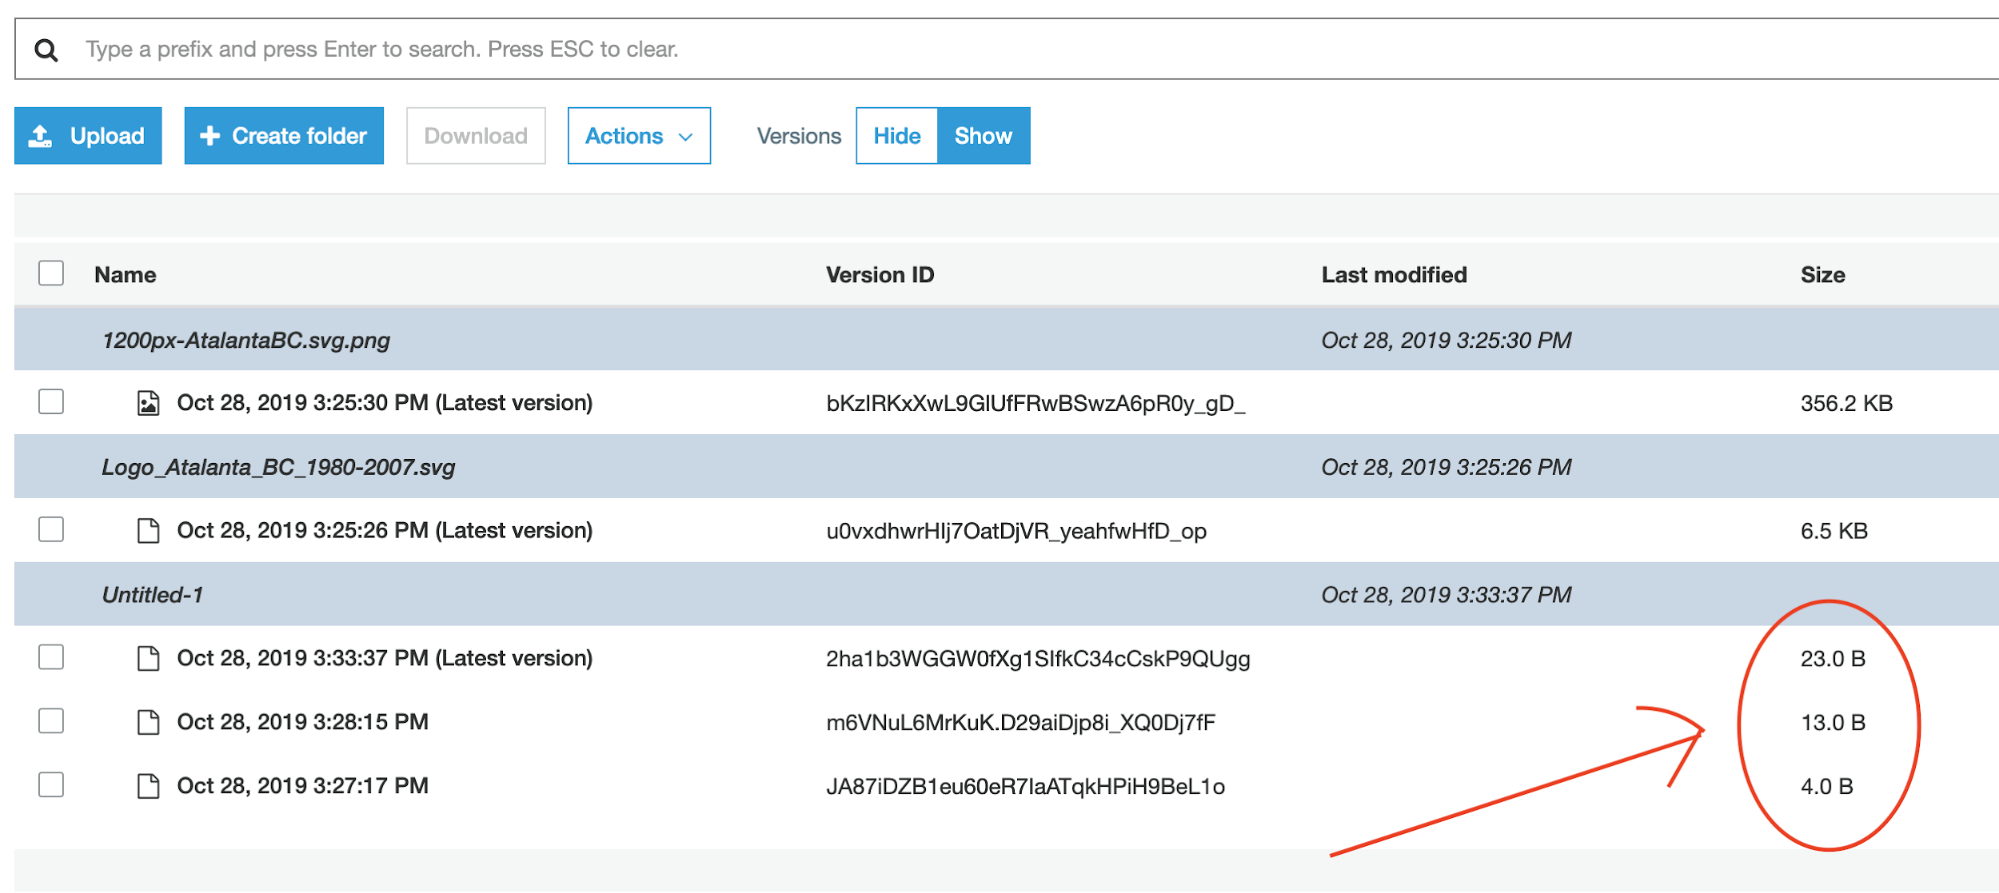 Type a prefix and press Enter to search. Press ESC to clear.
Upload Create folder Download Actions Versions Hide Show
Name Version ID Last modified Size
1200px-AtalantaBC.svg.png Oct 28, 2019 3:25:30 PM
Oct 28, 2019 3:25:30 PM (Latest version) bKzIRKxXwL9GlUfFRwBSwzA6pR0y_gD_ 356.2 KB
Logo_Atalanta_BC_1980-2007.svg Oct 28, 2019 3:25:26 PM
Oct 28, 2019 3:25:26 PM (Latest version) u0vxdhwrHIj7OatDjVR_yeahfwHfD_op 6.5 KB
Untitled-1 Oct 28, 2019 3:33:37 PM
Oct 28, 2019 3:33:37 PM (Latest version) 2ha1b3WGGW0fXg1SIfkC34cCskP9QUgg 23.0 B
Oct 28, 2019 3:28:15 PM m6VNuL6MrKuK.D29aiDjp8i_XQ0Dj7fF 13.0 B
Oct 28, 2019 3:27:17 PM JA87iDZB1eu60eR7IaATqkHPiH9BeL1o 4.0 B